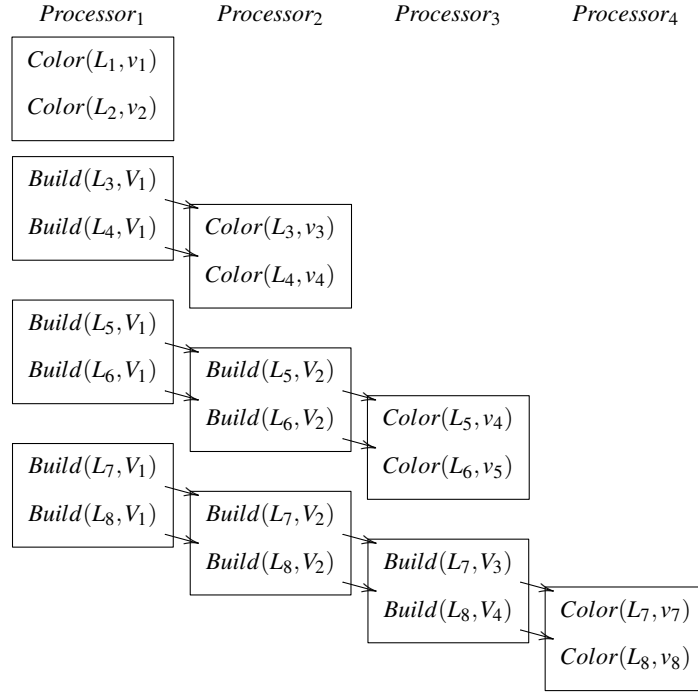 Processor₁ Processor₂ Processor₃ Processor₄
Color(L₁,v₁)
Color(L₂,v₂)
Build(L₃,V₁)
Build(L₄,V₁) Color(L₃,v₃)
Color(L₄,v₄)
Build(L₅,V₁)
Build(L₆,V₁) Build(L₅,V₂)
Build(L₆,V₂) Color(L₅,v₄)
Build(L₇,V₁) Color(L₆,v₅)
Build(L₈,V₁) Build(L₇,V₂)
Build(L₈,V₂) Build(L₇,V₃)
Build(L₈,V₄) Color(L₇,v₇)
Color(L₈,v₈)